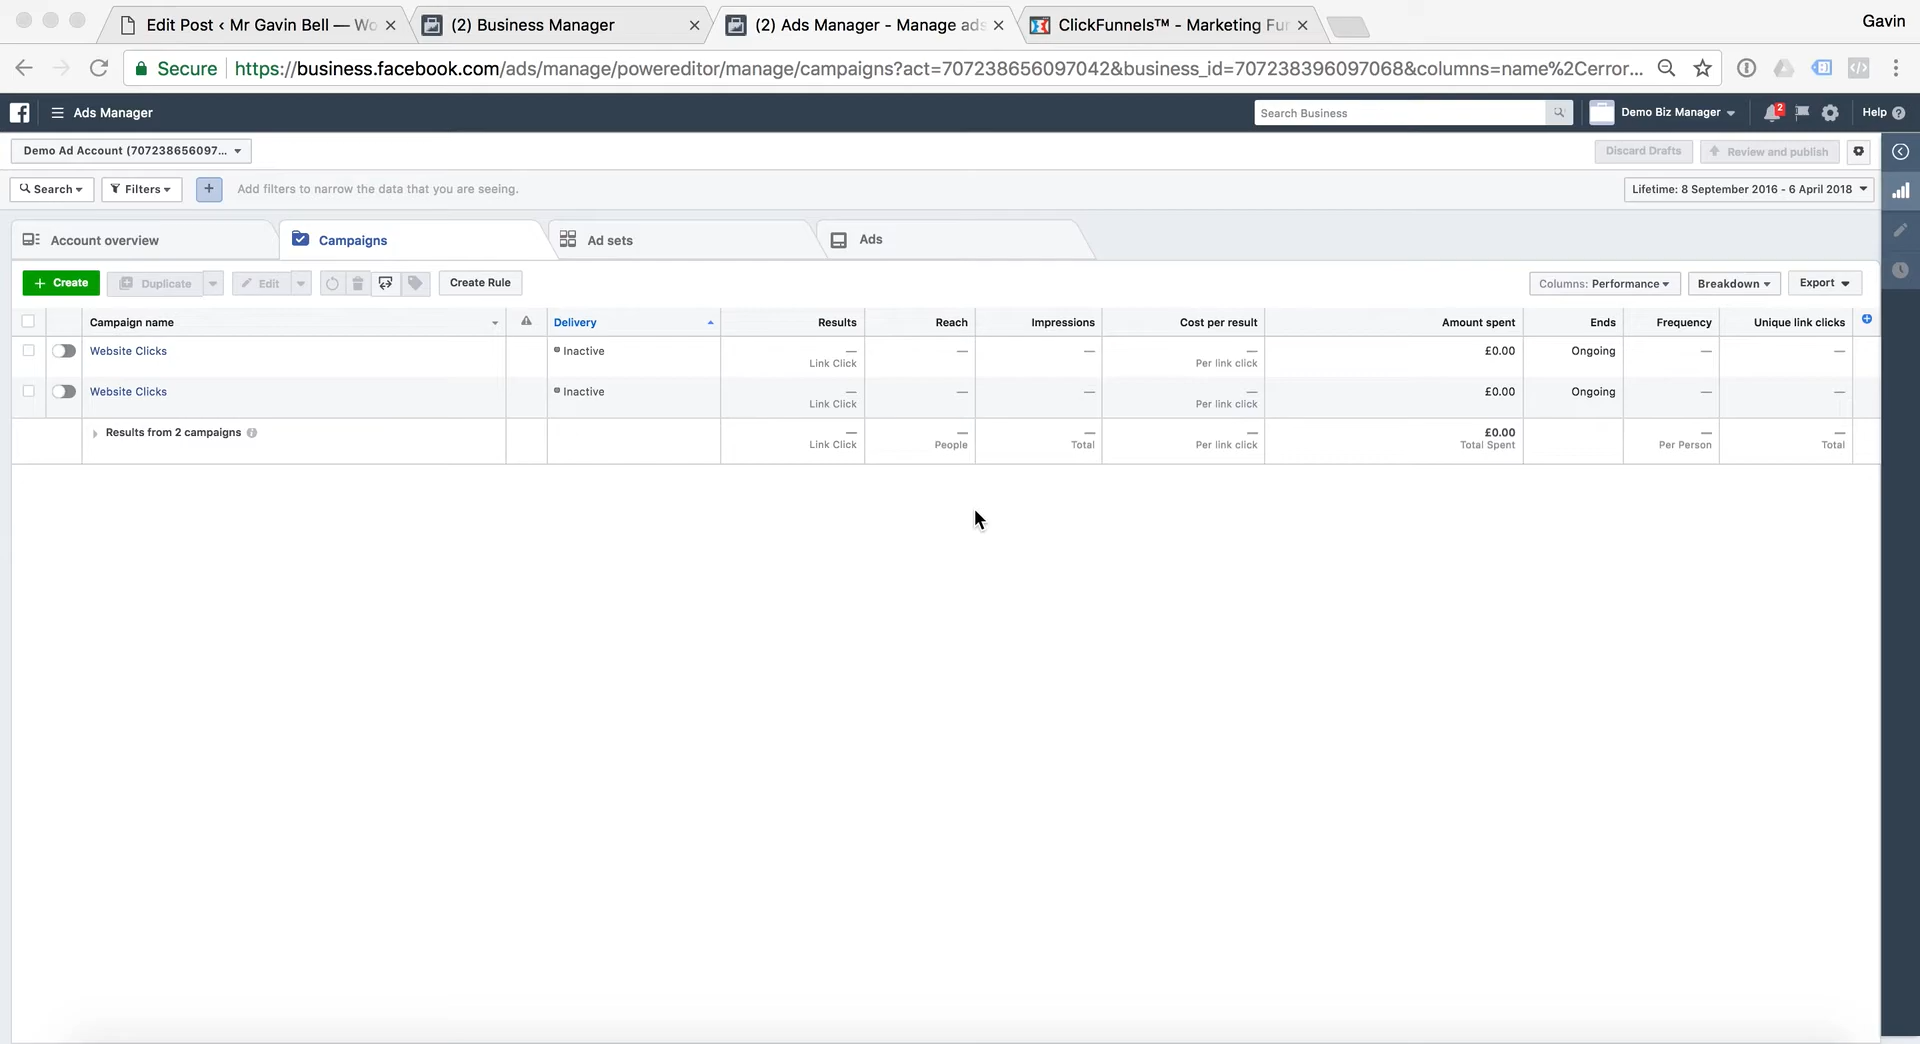 Edit Post ‹ Mr Gavin Bell — Wo
(2) Business Manager
(2) Ads Manager - Manage ads
ClickFunnels™ - Marketing Fun
Gavin
Secure
https://business.facebook.com/ads/manage/powereditor/manage/campaigns?act=707238656097042&business_id=707238396097068&columns=name%2Cerror...
Ads Manager
Search Business
Demo Biz Manager
2
Help
Demo Ad Account (707238656097...
Discard Drafts
Review and publish
Search
Filters
+
Add filters to narrow the data that you are seeing.
Lifetime: 8 September 2016 - 6 April 2018
Account overview
Campaigns
Ad sets
Ads
+ Create
Duplicate
Edit
Create Rule
Columns: Performance
Breakdown
Export
Campaign name Delivery Results Reach Impressions Cost per result Amount spent Ends Frequency Unique link clicks
Website Clicks Inactive — — — — £0.00 Ongoing — —
Link Click Per link click
Website Clicks Inactive — — — — £0.00 Ongoing — —
Link Click Per link click
Results from 2 campaigns — — — — £0.00 — —
Link Click People Total Per link click Total Spent Per Person Total